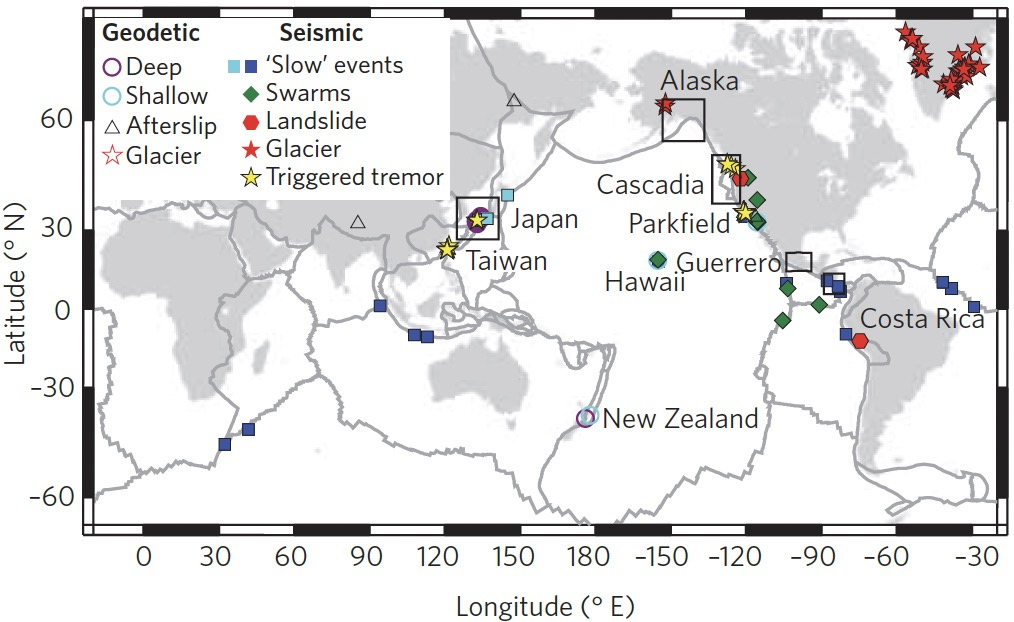 Geodetic Seismic
Deep 'Slow' events
Shallow Swarms
Afterslip Landslide
Glacier Glacier
Triggered tremor
Alaska
Cascadia
Japan
Parkfield
Taiwan
Guerrero
Hawaii
Costa Rica
New Zealand
Latitude (° N)
60
30
0
−30
−60
0 30 60 90 120 150 180 −150 −120 −90 −60 −30
Longitude (° E)